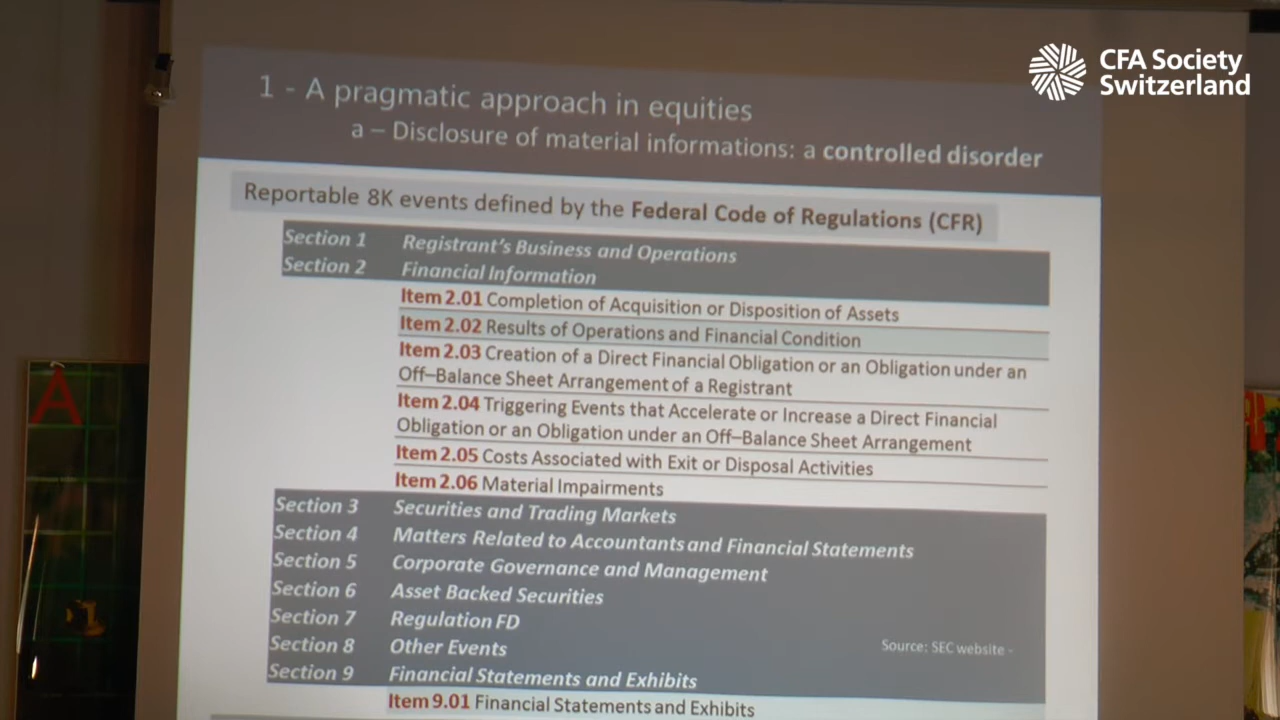 CFA Society
Switzerland
1 - A pragmatic approach in equities
a – Disclosure of material informations: a controlled disorder
Reportable 8K events defined by the Federal Code of Regulations (CFR)
Section 1 Registrant's Business and Operations
Section 2 Financial Information
Item 2.01 Completion of Acquisition or Disposition of Assets
Item 2.02 Results of Operations and Financial Condition
Item 2.03 Creation of a Direct Financial Obligation or an Obligation under an
Off–Balance Sheet Arrangement of a Registrant
Item 2.04 Triggering Events that Accelerate or Increase a Direct Financial
Obligation or an Obligation under an Off–Balance Sheet Arrangement
Item 2.05 Costs Associated with Exit or Disposal Activities
Item 2.06 Material Impairments
Section 3 Securities and Trading Markets
Section 4 Matters Related to Accountants and Financial Statements
Section 5 Corporate Governance and Management
Section 6 Asset Backed Securities
Section 7 Regulation FD
Section 8 Other Events
Source: SEC website -
Section 9 Financial Statements and Exhibits
Item 9.01 Financial Statements and Exhibits
A